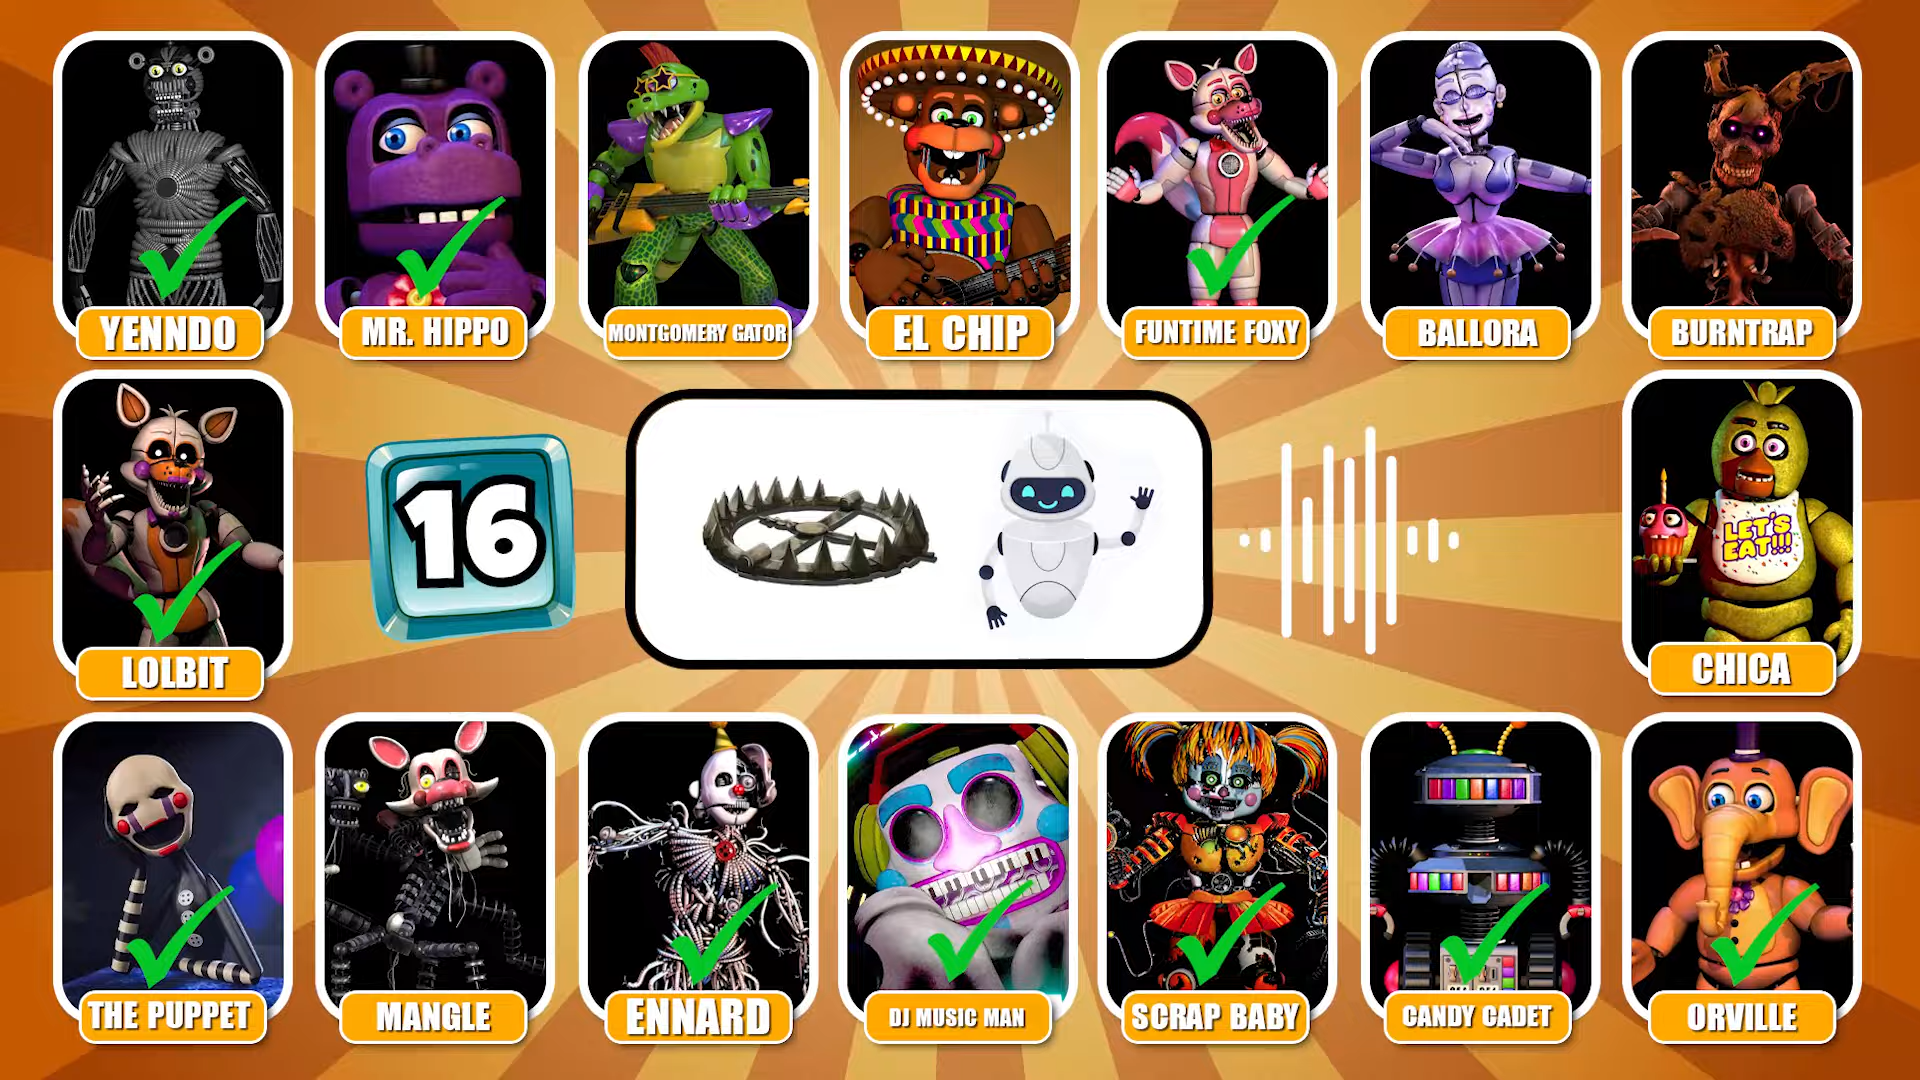 YENNDO
MR. HIPPO
MONTGOMERY GATOR
EL CHIP
FUNTIME FOXY
BALLORA
BURNTRAP
LOLBIT
16
LET'S
EAT!!!
CHICA
THE PUPPET
MANGLE
ENNARD
DJ MUSIC MAN
SCRAP BABY
CANDY CADET
ORVILLE